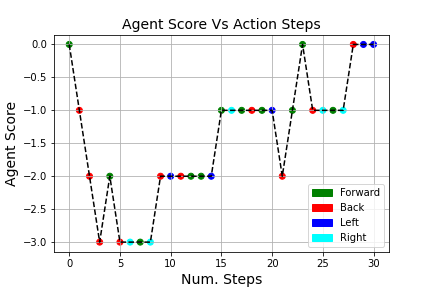 Agent Score Vs Action Steps
Agent Score
0.0
−0.5
−1.0
−1.5
−2.0
−2.5
−3.0
Forward
Back
Left
Right
0 5 10 15 20 25 30
Num. Steps